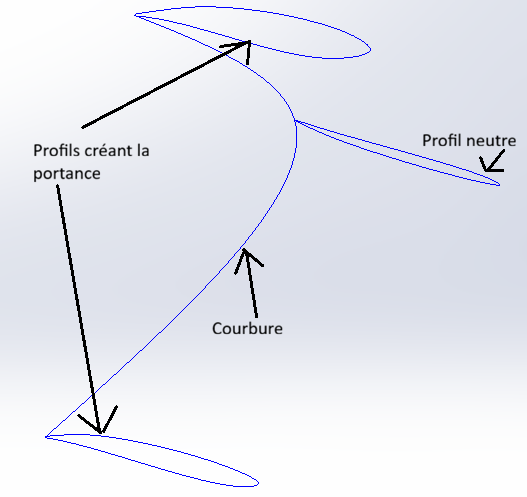 Profil neutre
Profils créant la
portance
Courbure